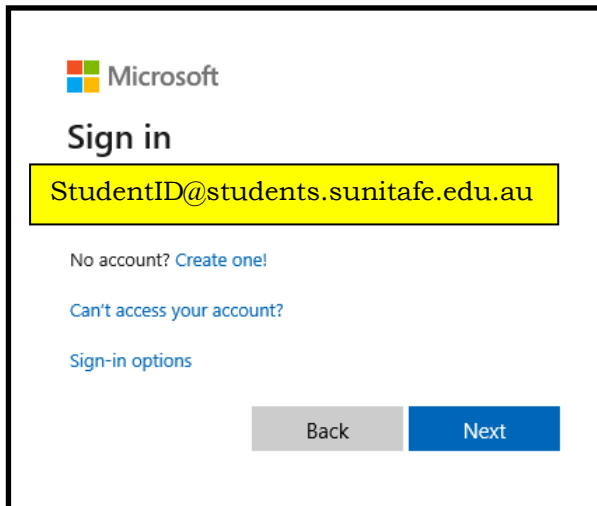 Microsoft
Sign in
StudentID@students.sunitafe.edu.au
No account? Create one!
Can't access your account?
Sign-in options
Back Next